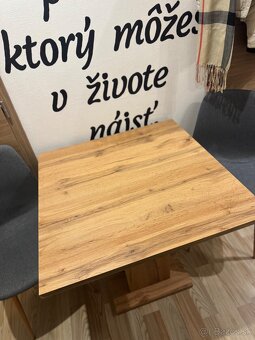 ktorý môžeš
v živote
nájsť.